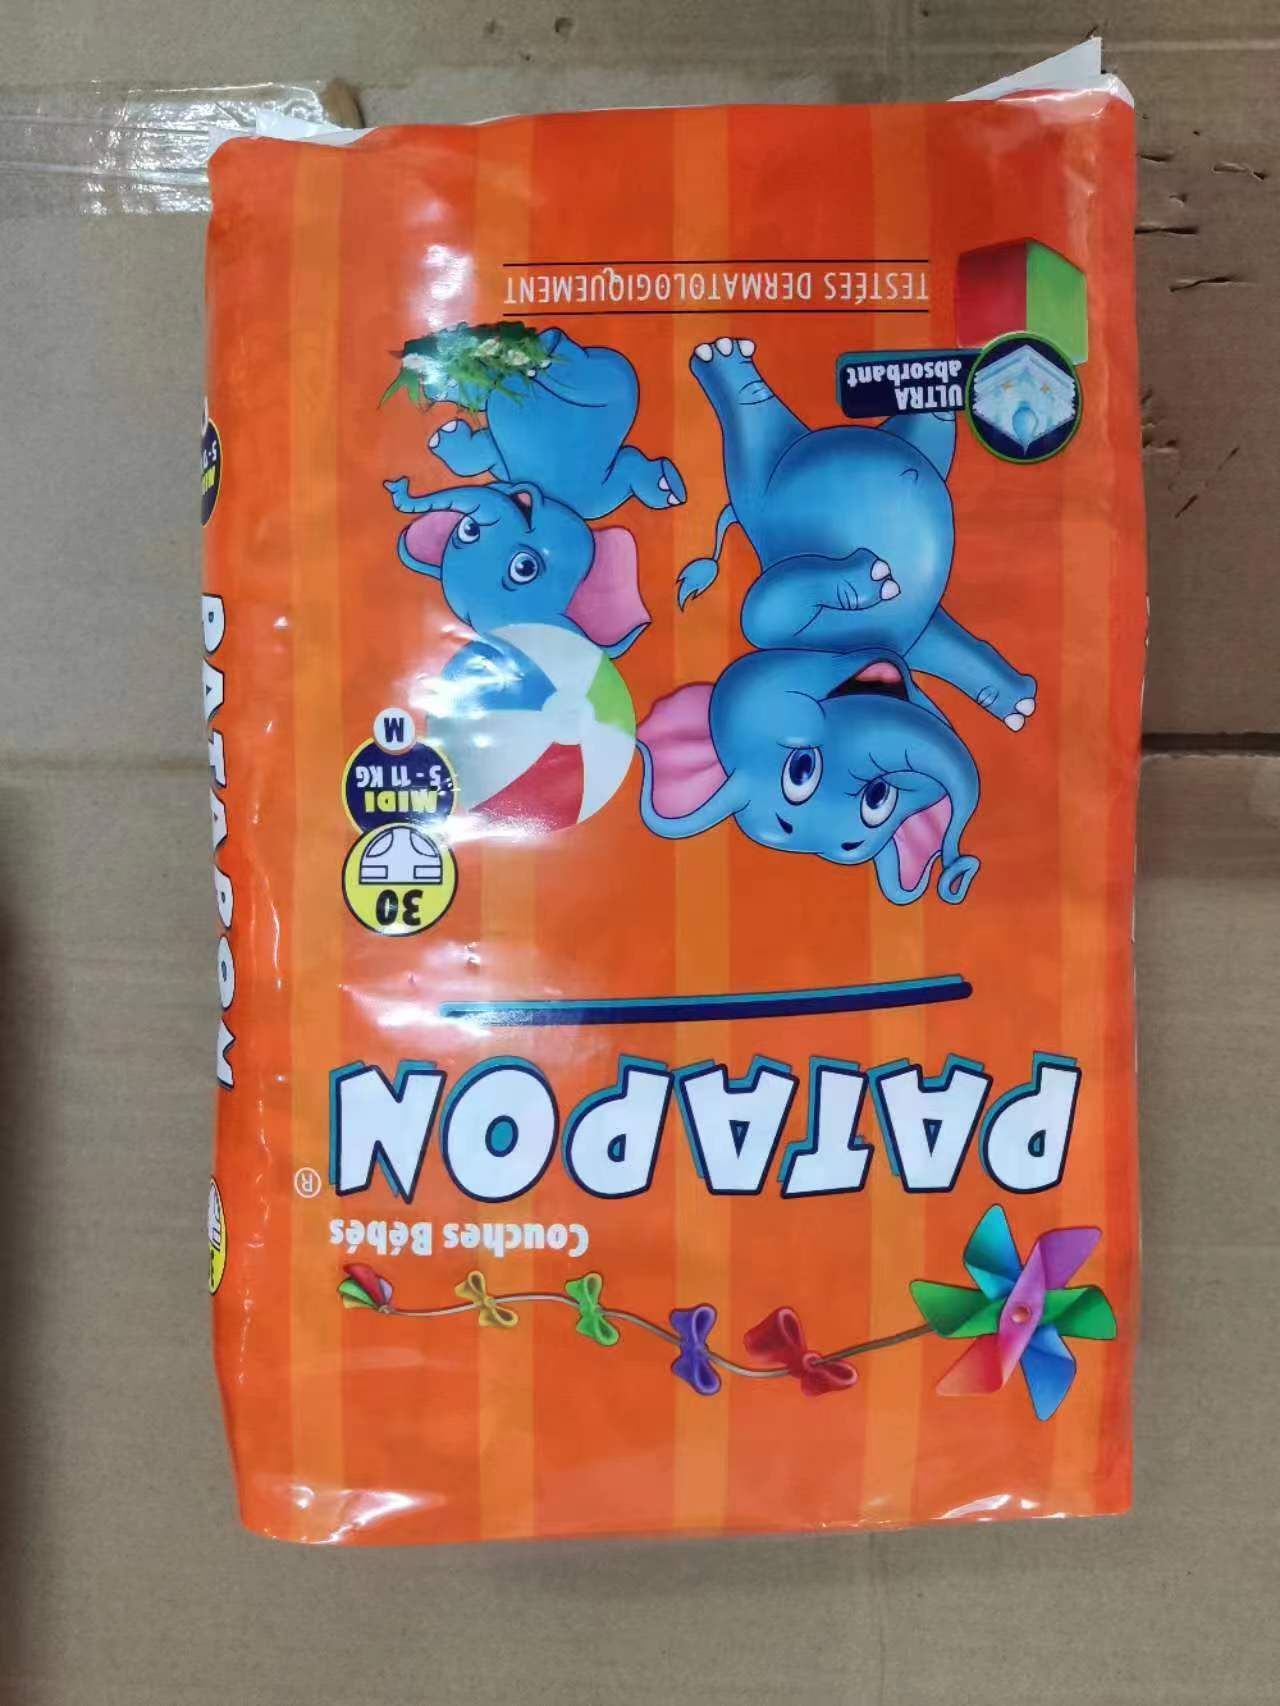 Couches Bébés
PATAPON®
30
MIDI
5 - 11 KG
M
ULTRA
absorbant
TESTÉES DERMATOLOGIQUEMENT
PATAPON